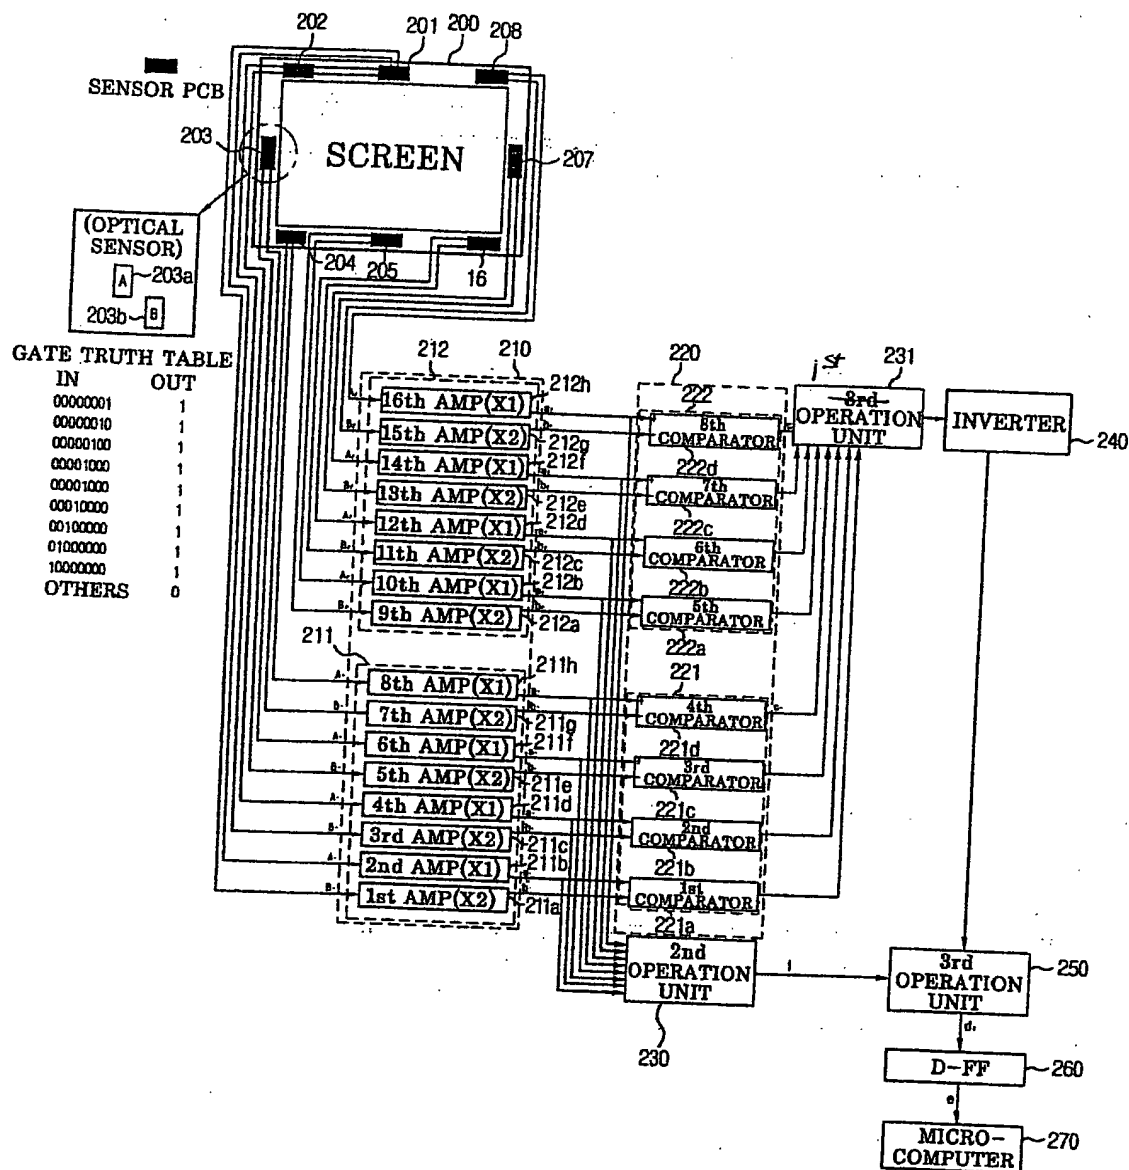 202
201
200
208
SENSOR PCB
203
SCREEN
207
(OPTICAL
SENSOR)
A
203a
203b
B
204
205
16
GATE TRUTH TABLE
IN OUT
00000001 1
00000010 1
00000100 1
00001000 1
00001000 1
00010000 1
00100000 1
01000000 1
10000000 1
OTHERS 0
212
210
212h
16th AMP(X1)
15th AMP(X2)
212g
14th AMP(X1)
212f
13th AMP(X2)
212e
12th AMP(X1)
212d
11th AMP(X2)
212c
10th AMP(X1)
212b
9th AMP(X2)
212a
211
211h
8th AMP(X1)
7th AMP(X2)
211g
6th AMP(X1)
211f
5th AMP(X2)
211e
4th AMP(X1)
211d
3rd AMP(X2)
211c
2nd AMP(X1)
211b
1st AMP(X2)
211a
220
222
8th
COMPARATOR
222d
7th
COMPARATOR
222c
6th
COMPARATOR
222b
5th
COMPARATOR
222a
221
4th
COMPARATOR
221d
3rd
COMPARATOR
221c
2nd
COMPARATOR
221b
1st
COMPARATOR
221a
1st
231
3rd
OPERATION
UNIT
INVERTER
240
2nd
OPERATION
UNIT
230
3rd
OPERATION
UNIT
250
D-FF
260
e
MICRO-
COMPUTER
270